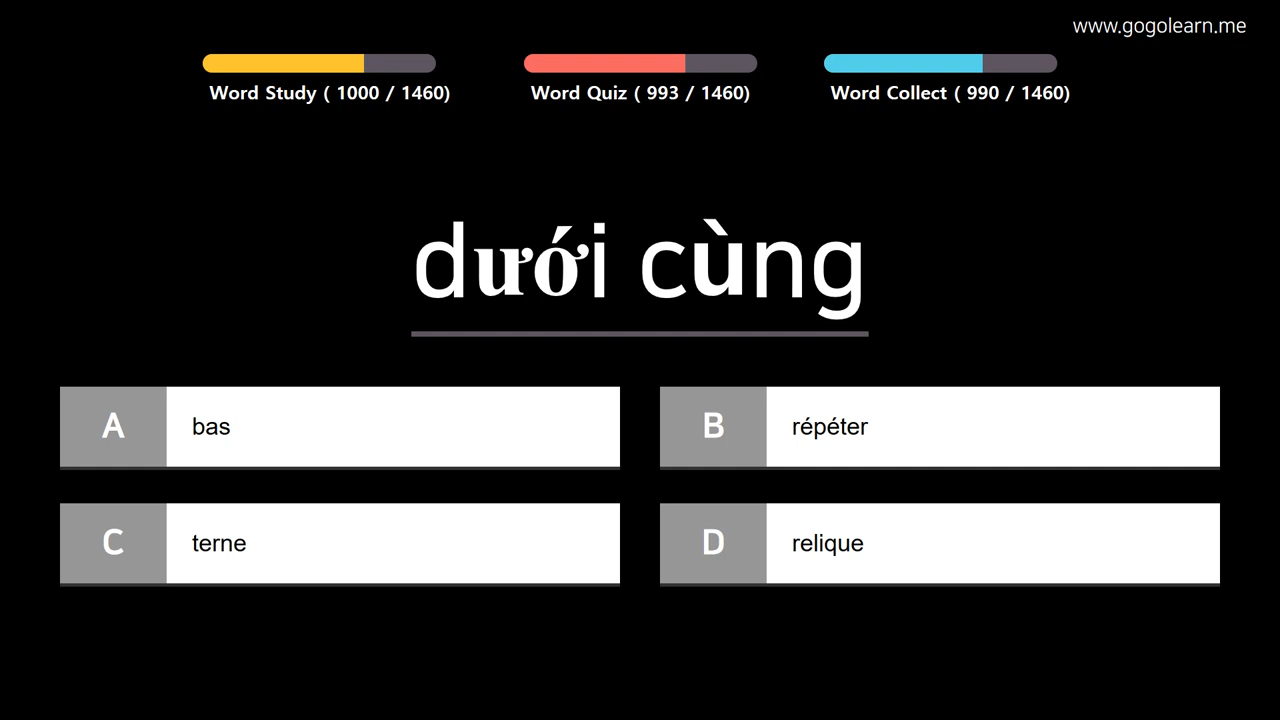 www.gogolearn.me
Word Study ( 1000 / 1460)
Word Quiz ( 993 / 1460)
Word Collect ( 990 / 1460)
dưới cùng
A bas
B répéter
C terne
D relique